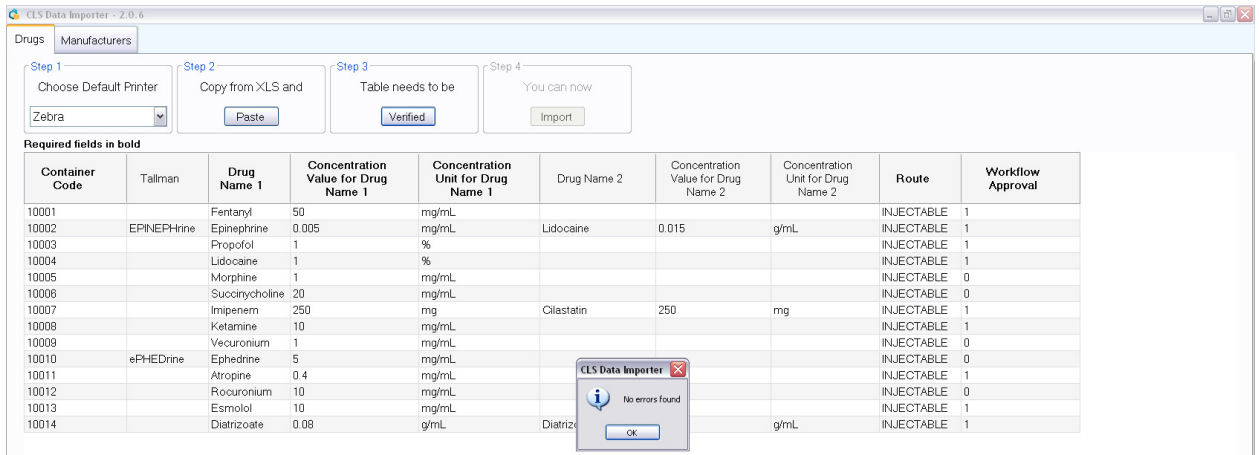 CLS Data Importer - 2.0.6
Drugs Manufacturers
Step 1 Step 2 Step 3 Step 4
Choose Default Printer Copy from XLS and Table needs to be You can now
Zebra Paste Verified Import
Required fields in bold
Container Code Tallman Drug Name 1 Concentration Value for Drug Name 1 Concentration Unit for Drug Name 1 Drug Name 2 Concentration Value for Drug Name 2 Concentration Unit for Drug Name 2 Route Workflow Approval
10001 Fentanyl 50 mg/mL INJECTABLE 1
10002 EPINEPHrine Epinephrine 0.005 mg/mL Lidocaine 0.015 g/mL INJECTABLE 1
10003 Propofol 1 % INJECTABLE 1
10004 Lidocaine 1 % INJECTABLE 1
10005 Morphine 1 mg/mL INJECTABLE 0
10006 Succinycholine 20 mg/mL INJECTABLE 0
10007 Imipenem 250 mg Cilastatin 250 mg INJECTABLE 1
10008 Ketamine 10 mg/mL INJECTABLE 1
10009 Vecuronium 1 mg/mL INJECTABLE 0
10010 ePHEDrine Ephedrine 5 mg/mL INJECTABLE 0
10011 Atropine 0.4 mg/mL INJECTABLE 1
10012 Rocuronium 10 mg/mL INJECTABLE 0
10013 Esmolol 10 mg/mL INJECTABLE 1
10014 Diatrizoate 0.08 g/mL g/mL INJECTABLE 1
CLS Data Importer
No errors found
OK